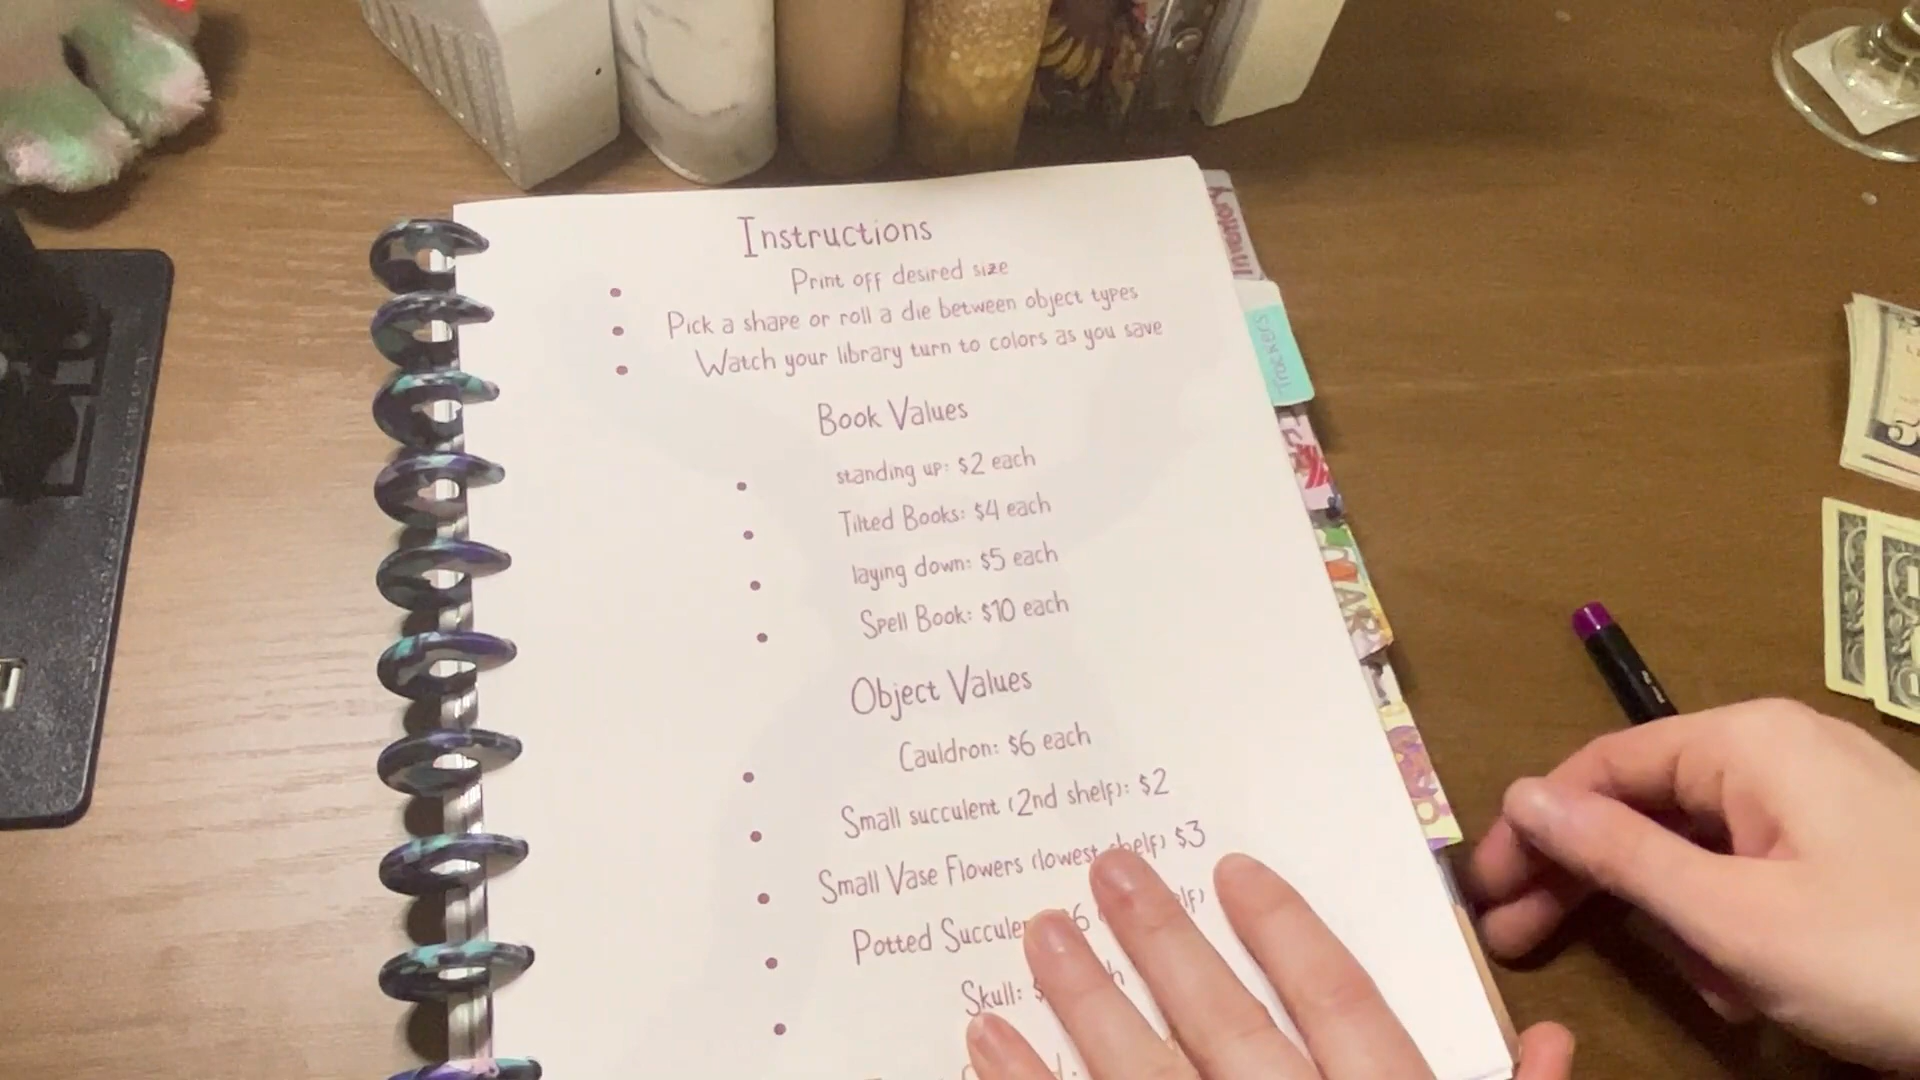 Instructions
Print off desired size
Pick a shape or roll a die between object types
Watch your library turn to colors as you save
Book Values
standing up: $2 each
Tilted Books: $4 each
laying down: $5 each
Spell Book: $10 each
Object Values
Cauldron: $6 each
Small succulent (2nd shelf): $2
Small Vase Flowers (lowest shelf) $3
Potted
Skull:
Inventory
Trackers